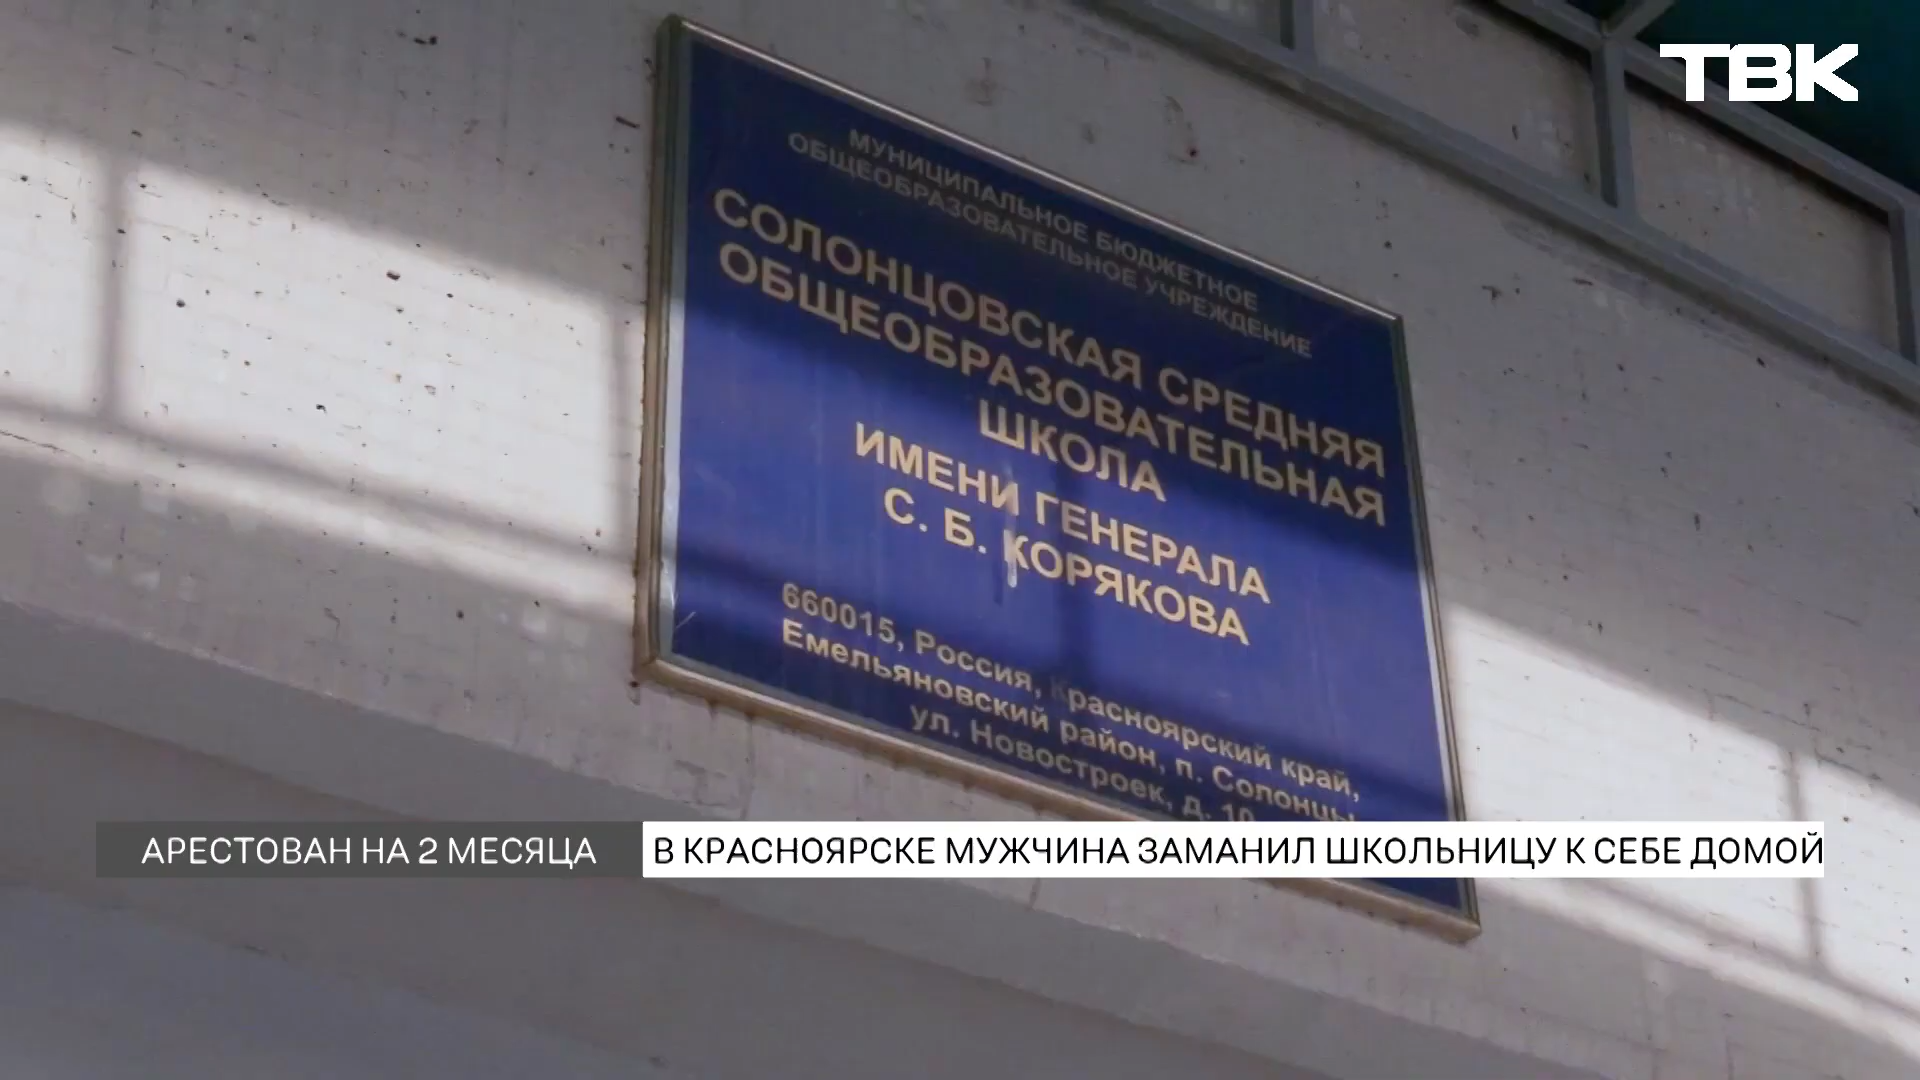 ТВК
МУНИЦИПАЛЬНОЕ БЮДЖЕТНОЕ
ОБЩЕОБРАЗОВАТЕЛЬНОЕ УЧРЕЖДЕНИЕ
СОЛОНЦОВСКАЯ СРЕДНЯЯ
ОБЩЕОБРАЗОВАТЕЛЬНАЯ
ШКОЛА
ИМЕНИ ГЕНЕРАЛА
С. Б. КОРЯКОВА
660015, Россия, Красноярский край,
Емельяновский район, п. Солонцы,
ул. Новостроек, д. 10
АРЕСТОВАН НА 2 МЕСЯЦА
В КРАСНОЯРСКЕ МУЖЧИНА ЗАМАНИЛ ШКОЛЬНИЦУ К СЕБЕ ДОМОЙ